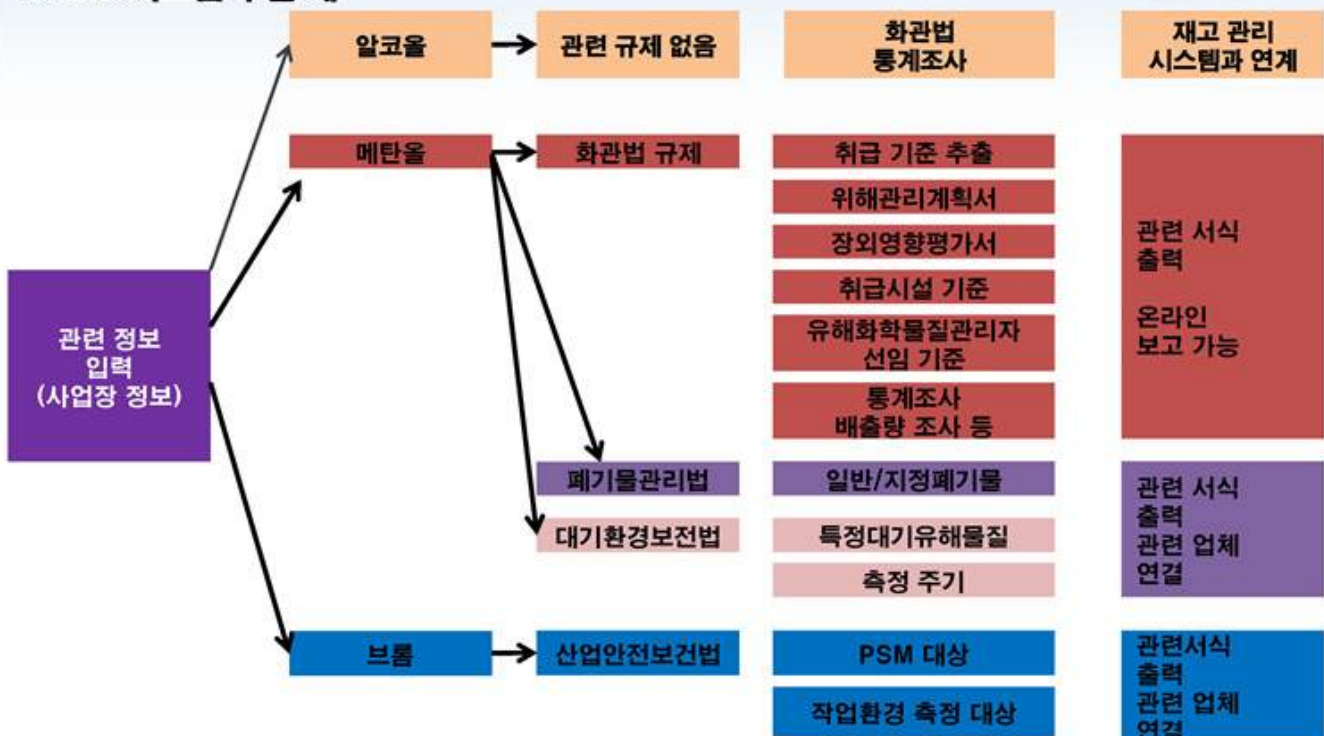 알코올
관련 규제 없음
화관법
통계조사
재고 관리
시스템과 연계
메탄올
화관법 규제
취급 기준 추출
위해관리계획서
장외영향평가서
취급시설 기준
유해화학물질관리자
선임 기준
통계조사
배출량 조사 등
관련 서식
출력
온라인
보고 가능
관련 정보
입력
(사업장 정보)
폐기물관리법
일반/지정폐기물
관련 서식
출력
관련 업체
연결
대기환경보전법
특정대기유해물질
측정 주기
브롬
산업안전보건법
PSM 대상
작업환경 측정 대상
관련서식
출력
관련 업체
연결